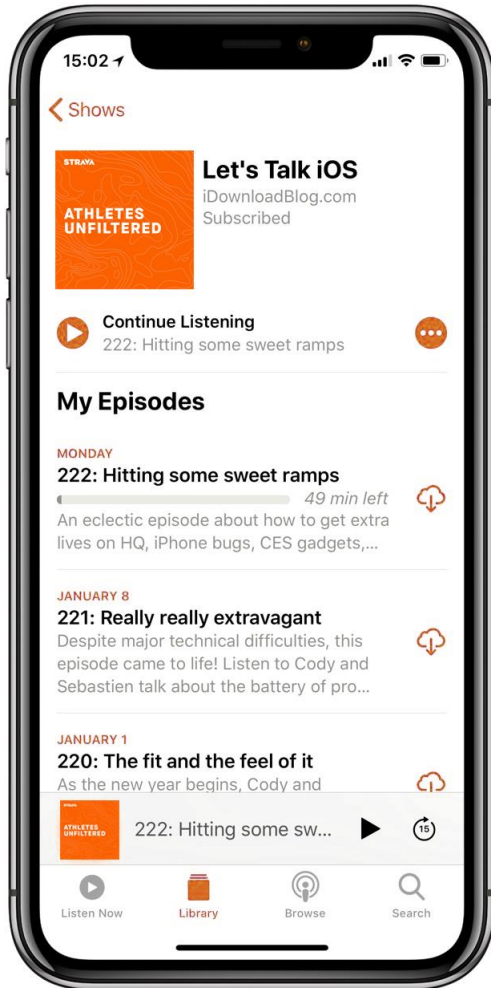 15:02
Shows
STRAVA
ATHLETES
UNFILTERED
Let's Talk iOS
iDownloadBlog.com
Subscribed
Continue Listening
222: Hitting some sweet ramps
My Episodes
MONDAY
222: Hitting some sweet ramps
49 min left
An eclectic episode about how to get extra
lives on HQ, iPhone bugs, CES gadgets,...
JANUARY 8
221: Really really extravagant
Despite major technical difficulties, this
episode came to life! Listen to Cody and
Sebastien talk about the battery of pro...
JANUARY 1
220: The fit and the feel of it
As the new year begins, Cody and
STRAVA
ATHLETES
UNFILTERED
222: Hitting some sw...
15
Listen Now
Library
Browse
Search